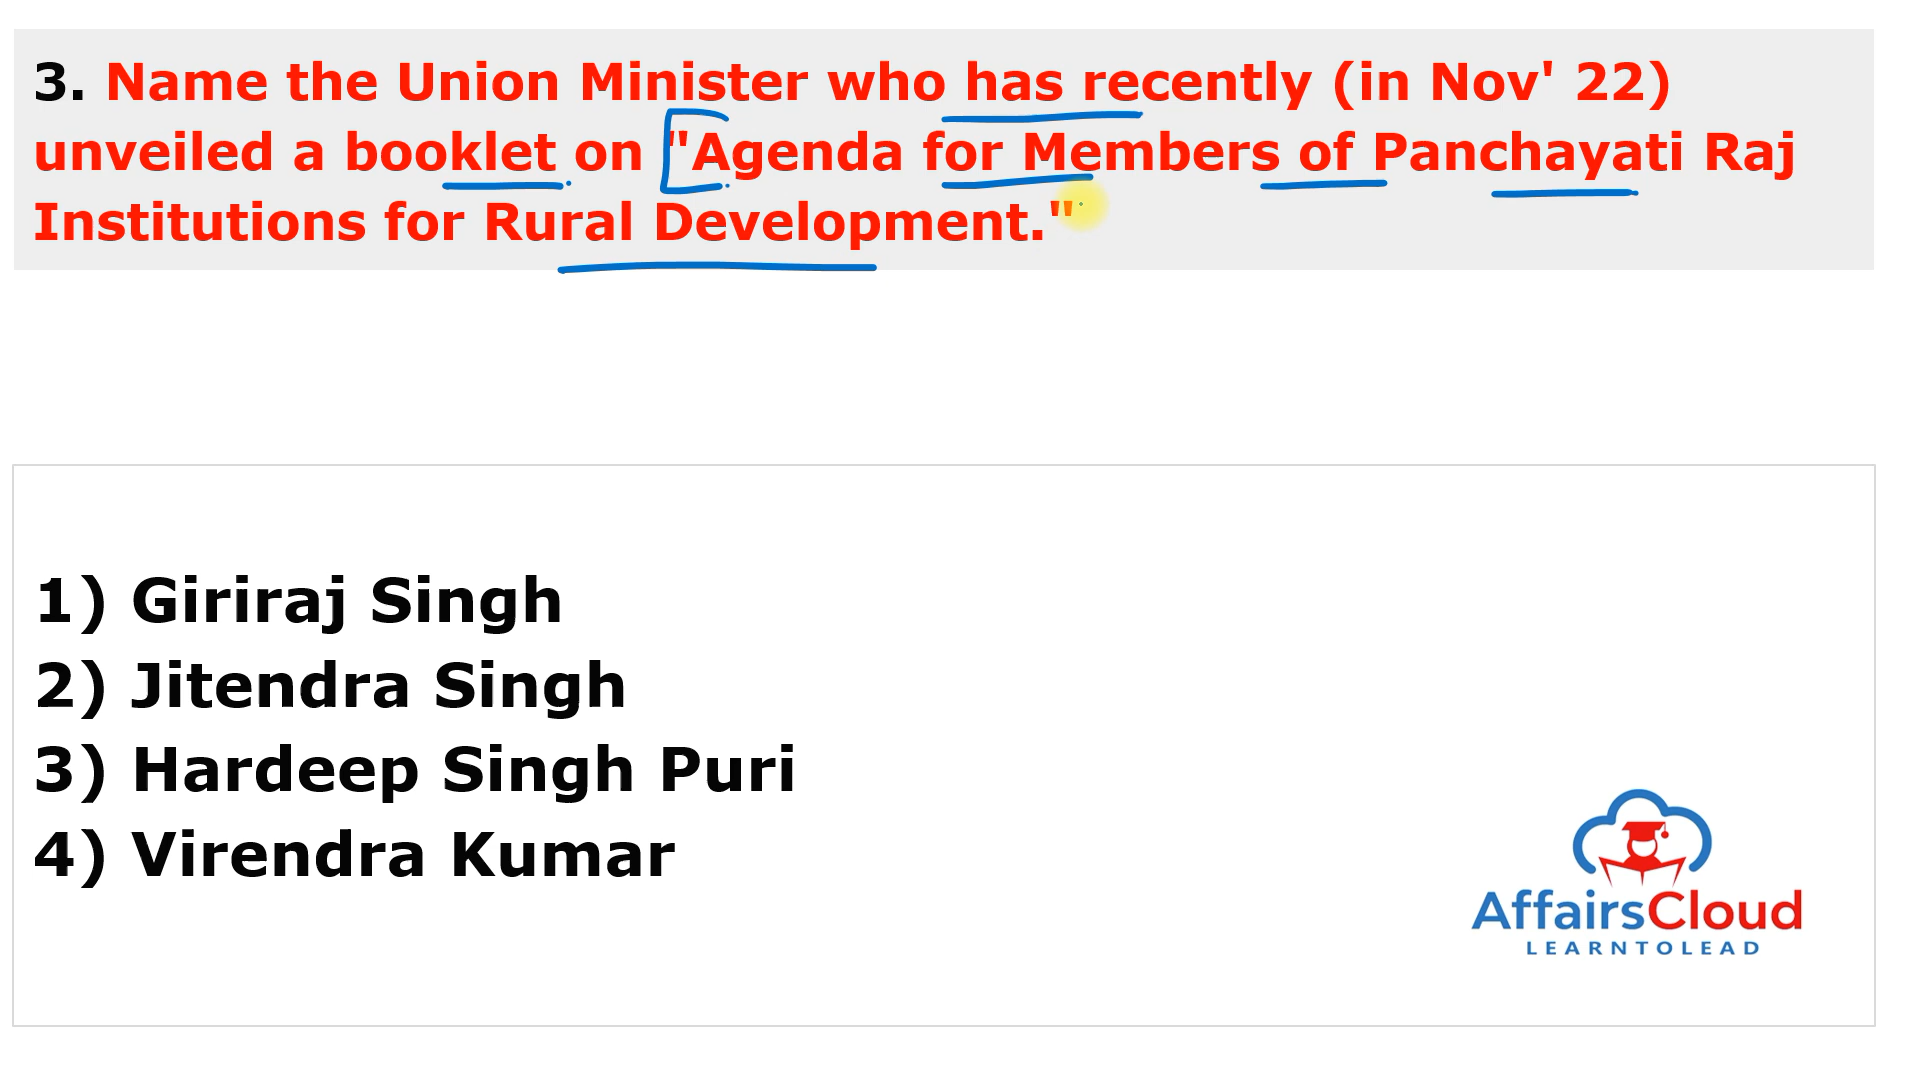 3. Name the Union Minister who has recently (in Nov' 22)
unveiled a booklet on "Agenda for Members of Panchayati Raj
Institutions for Rural Development."
1) Giriraj Singh
2) Jitendra Singh
3) Hardeep Singh Puri
4) Virendra Kumar
AffairsCloud
LEARNTOLEAD